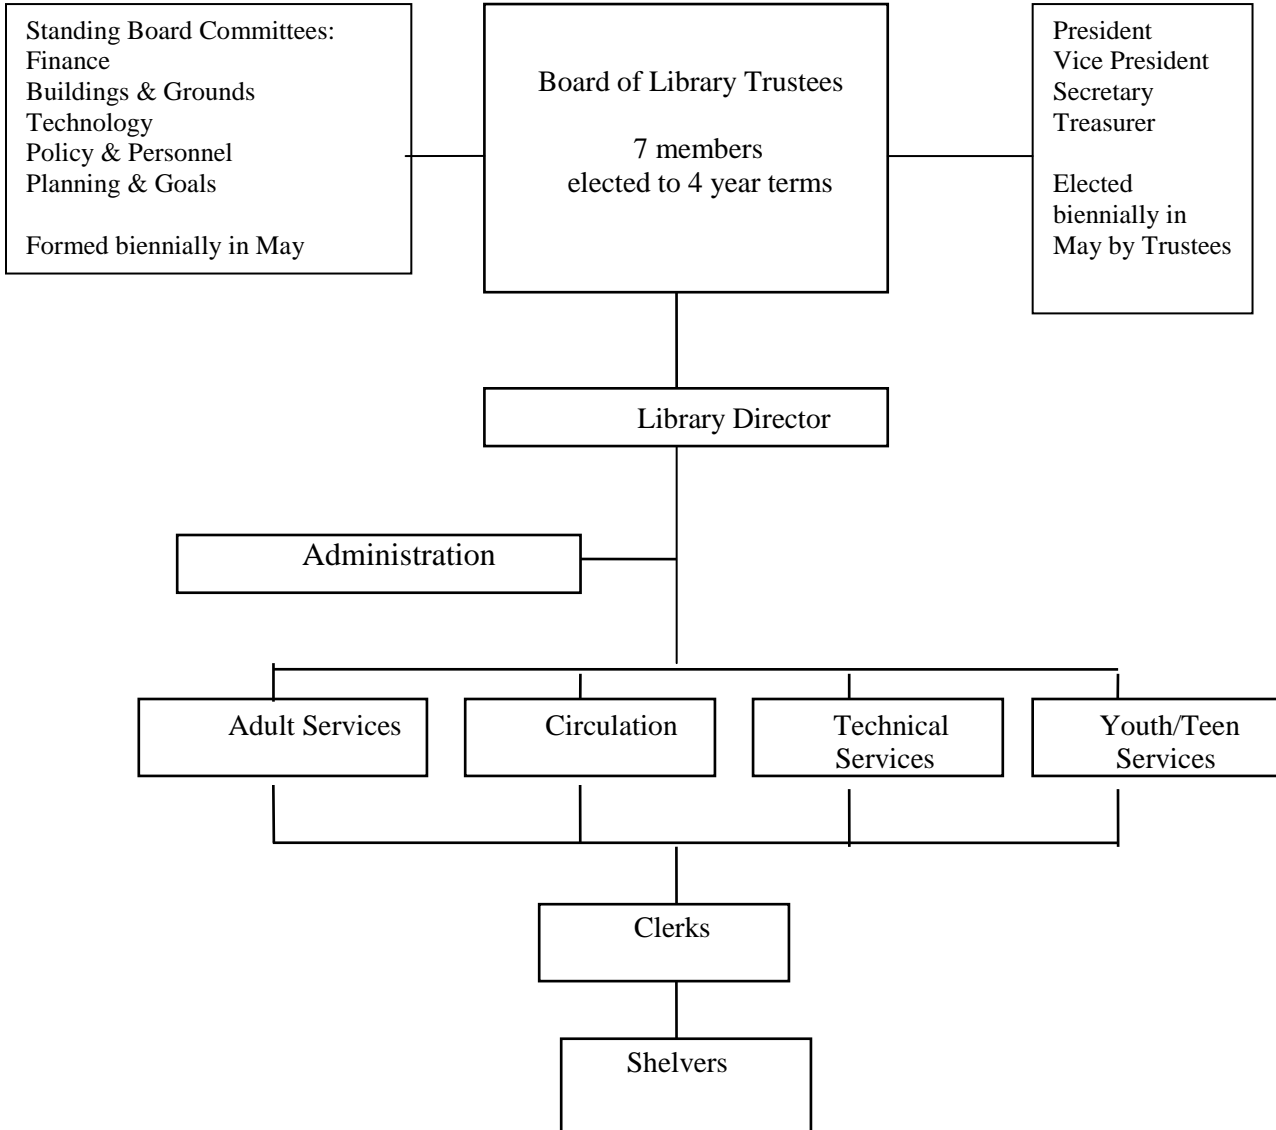 Standing Board Committees:
Finance
Buildings & Grounds
Technology
Policy & Personnel
Planning & Goals
Formed biennially in May
Board of Library Trustees
7 members
elected to 4 year terms
President
Vice President
Secretary
Treasurer
Elected
biennially in
May by Trustees
Library Director
Administration
Adult Services
Circulation
Technical
Services
Youth/Teen
Services
Clerks
Shelvers